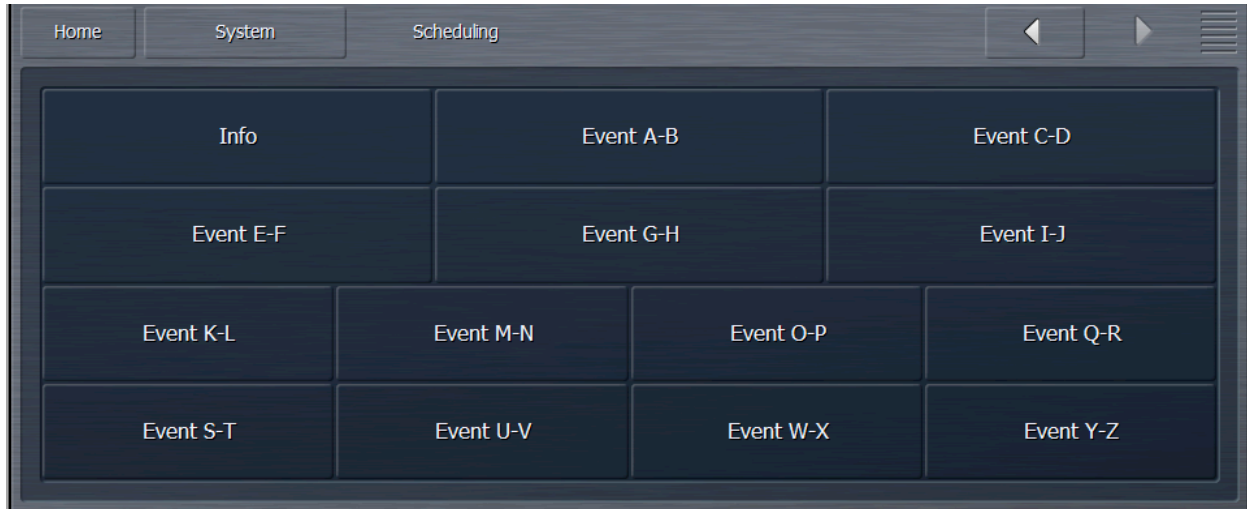 Home System Scheduling
Info Event A-B Event C-D
Event E-F Event G-H Event I-J
Event K-L Event M-N Event O-P Event Q-R
Event S-T Event U-V Event W-X Event Y-Z